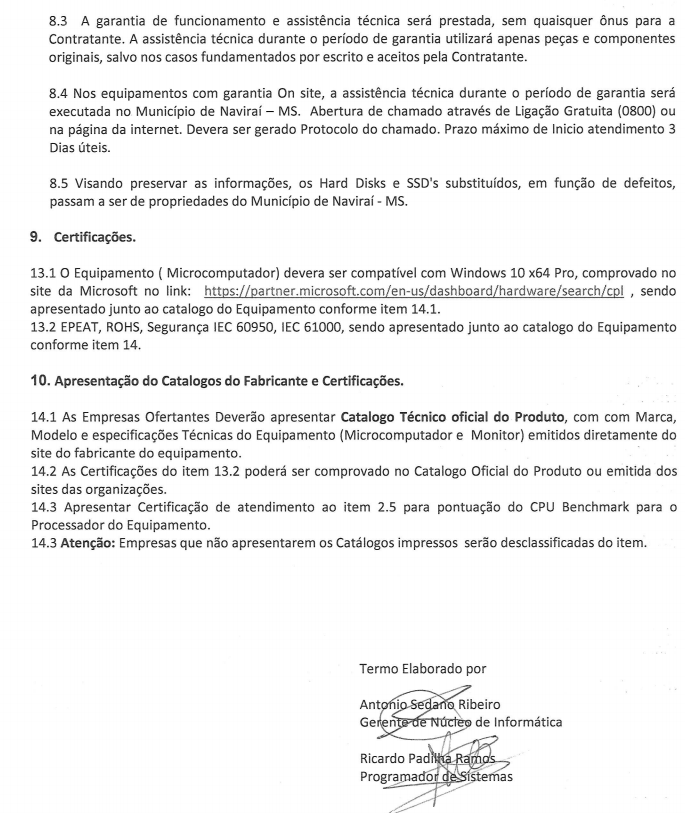 8.3 A garantia de funcionamento e assistência técnica será prestada, sem quaisquer ônus para a
Contratante. A assistência técnica durante o período de garantia utilizará apenas peças e componentes
originais, salvo nos casos fundamentados por escrito e aceitos pela Contratante.
8.4 Nos equipamentos com garantia On site, a assistência técnica durante o período de garantia será
executada no Município de Naviraí – MS. Abertura de chamado através de Ligação Gratuita (0800) ou
na página da internet. Devera ser gerado Protocolo do chamado. Prazo máximo de Inicio atendimento 3
Dias úteis.
8.5 Visando preservar as informações, os Hard Disks e SSD's substituídos, em função de defeitos,
passam a ser de propriedades do Município de Naviraí - MS.
9. Certificações.
13.1 O Equipamento ( Microcomputador) devera ser compatível com Windows 10 x64 Pro, comprovado no
site da Microsoft no link: https://partner.microsoft.com/en-us/dashboard/hardware/search/cpl , sendo
apresentado junto ao catalogo do Equipamento conforme item 14.1.
13.2 EPEAT, ROHS, Segurança IEC 60950, IEC 61000, sendo apresentado junto ao catalogo do Equipamento
conforme item 14.
10. Apresentação do Catalogos do Fabricante e Certificações.
14.1 As Empresas Ofertantes Deverão apresentar Catalogo Técnico oficial do Produto, com com Marca,
Modelo e especificações Técnicas do Equipamento (Microcomputador e Monitor) emitidos diretamente do
site do fabricante do equipamento.
14.2 As Certificações do item 13.2 poderá ser comprovado no Catalogo Oficial do Produto ou emitida dos
sites das organizações.
14.3 Apresentar Certificação de atendimento ao item 2.5 para pontuação do CPU Benchmark para o
Processador do Equipamento.
14.3 Atenção: Empresas que não apresentarem os Catálogos impressos serão desclassificadas do item.
Termo Elaborado por
Antonio Sedano Ribeiro
Gerente de Núcleo de Informática
Ricardo Padilha Ramos
Programador de Sistemas